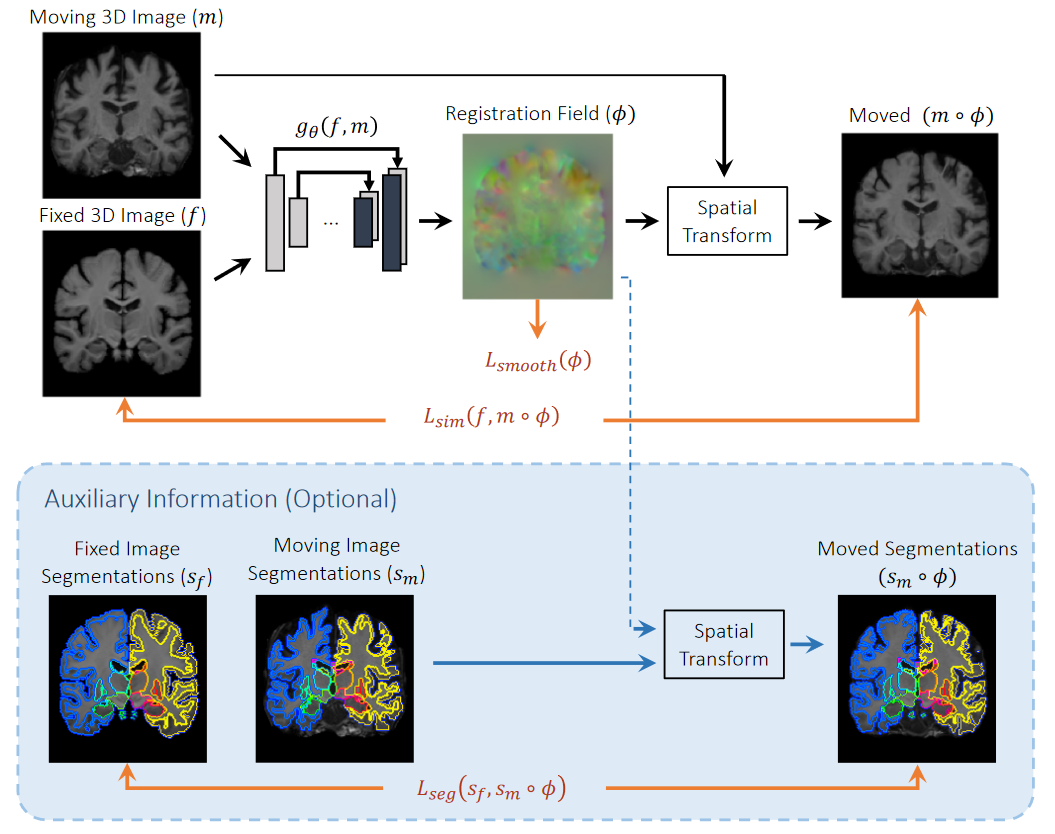 Moving 3D Image (m)
g_θ(f, m)
Registration Field (ϕ)
Moved (m ∘ ϕ)
Fixed 3D Image (f)
...
Spatial
Transform
L_smooth(ϕ)
L_sim(f, m ∘ ϕ)
Auxiliary Information (Optional)
Fixed Image
Segmentations (s_f)
Moving Image
Segmentations (s_m)
Moved Segmentations
(s_m ∘ ϕ)
Spatial
Transform
L_seg(s_f, s_m ∘ ϕ)